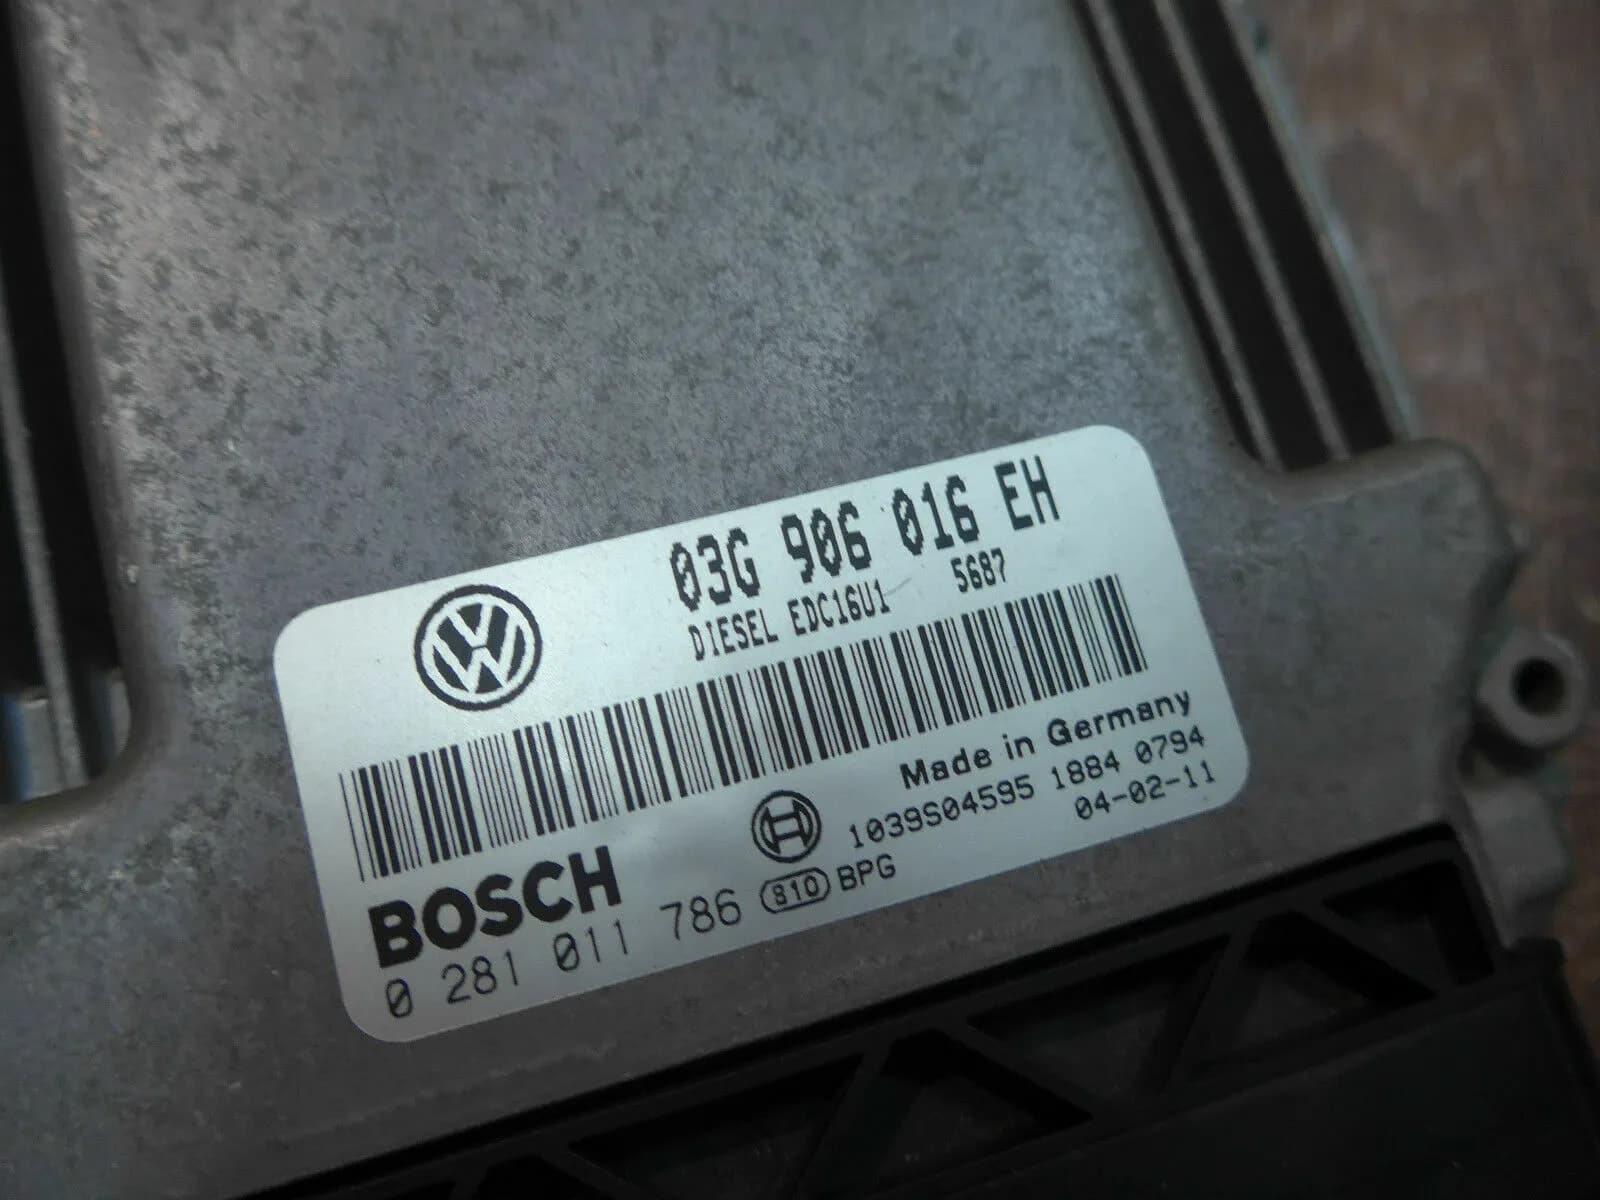 03G 906 016 EH
DIESEL EDC16U1 5687
Made in Germany
1039S04595 1884 0794
04-02-11
BOSCH
0 281 011 786 810 BPG